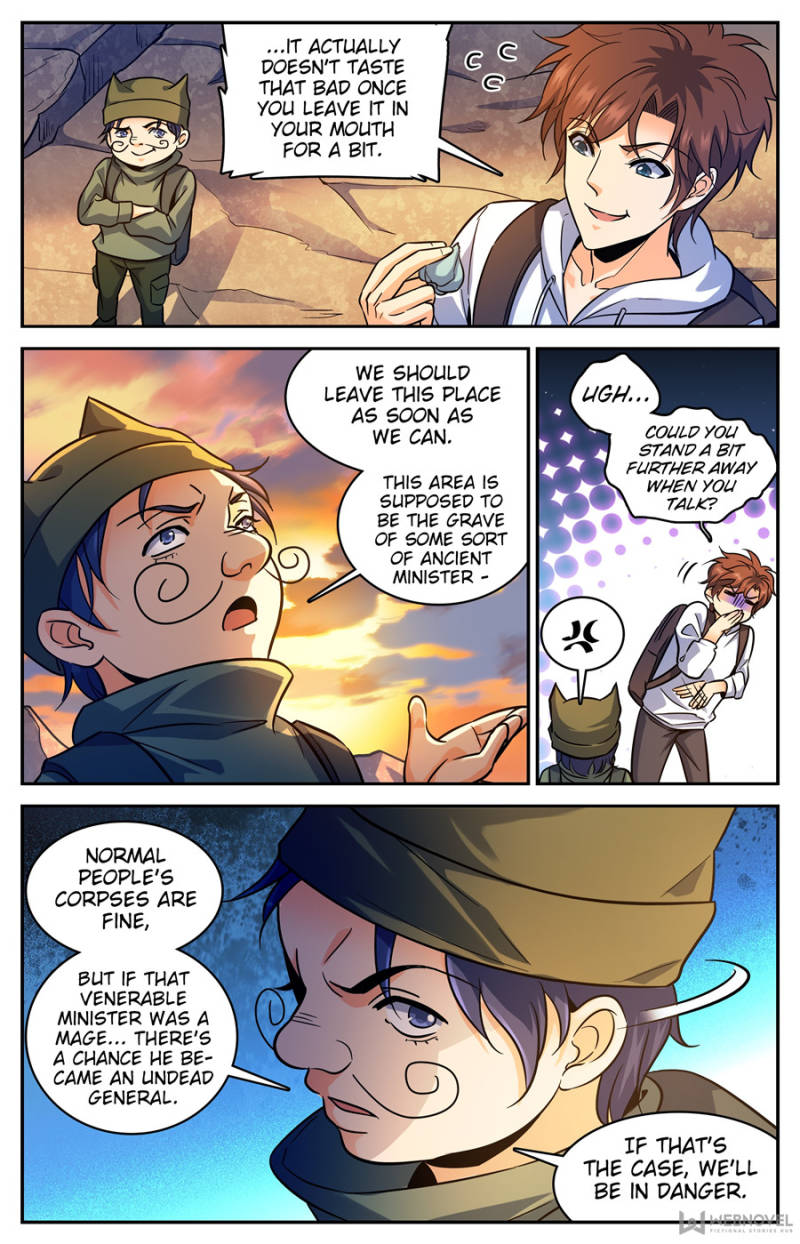 ...IT ACTUALLY
DOESN'T TASTE
THAT BAD ONCE
YOU LEAVE IT IN
YOUR MOUTH
FOR A BIT.
WE SHOULD
LEAVE THIS PLACE
AS SOON AS
WE CAN.
THIS AREA IS
SUPPOSED TO
BE THE GRAVE
OF SOME SORT
OF ANCIENT
MINISTER -
UGH...
COULD YOU
STAND A BIT
FURTHER AWAY
WHEN YOU
TALK?
NORMAL
PEOPLE'S
CORPSES ARE
FINE,
BUT IF THAT
VENERABLE
MINISTER WAS A
MAGE... THERE'S
A CHANCE HE BE-
CAME AN UNDEAD
GENERAL.
IF THAT'S
THE CASE, WE'LL
BE IN DANGER.
WEBNOVEL
FICTIONAL STORIES HUB